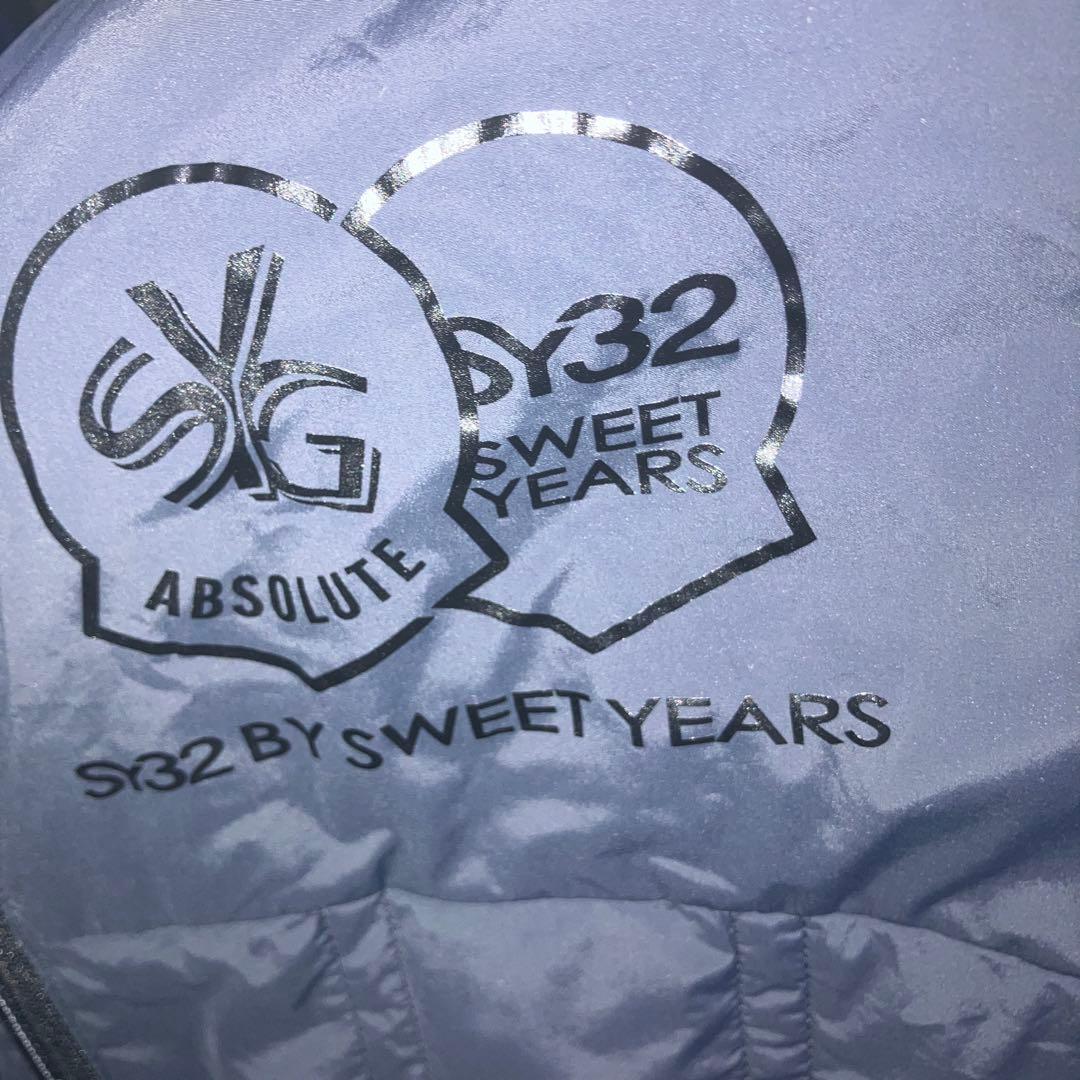 SYG
ABSOLUTE
SY32
SWEET
YEARS
SY32 BY SWEET YEARS